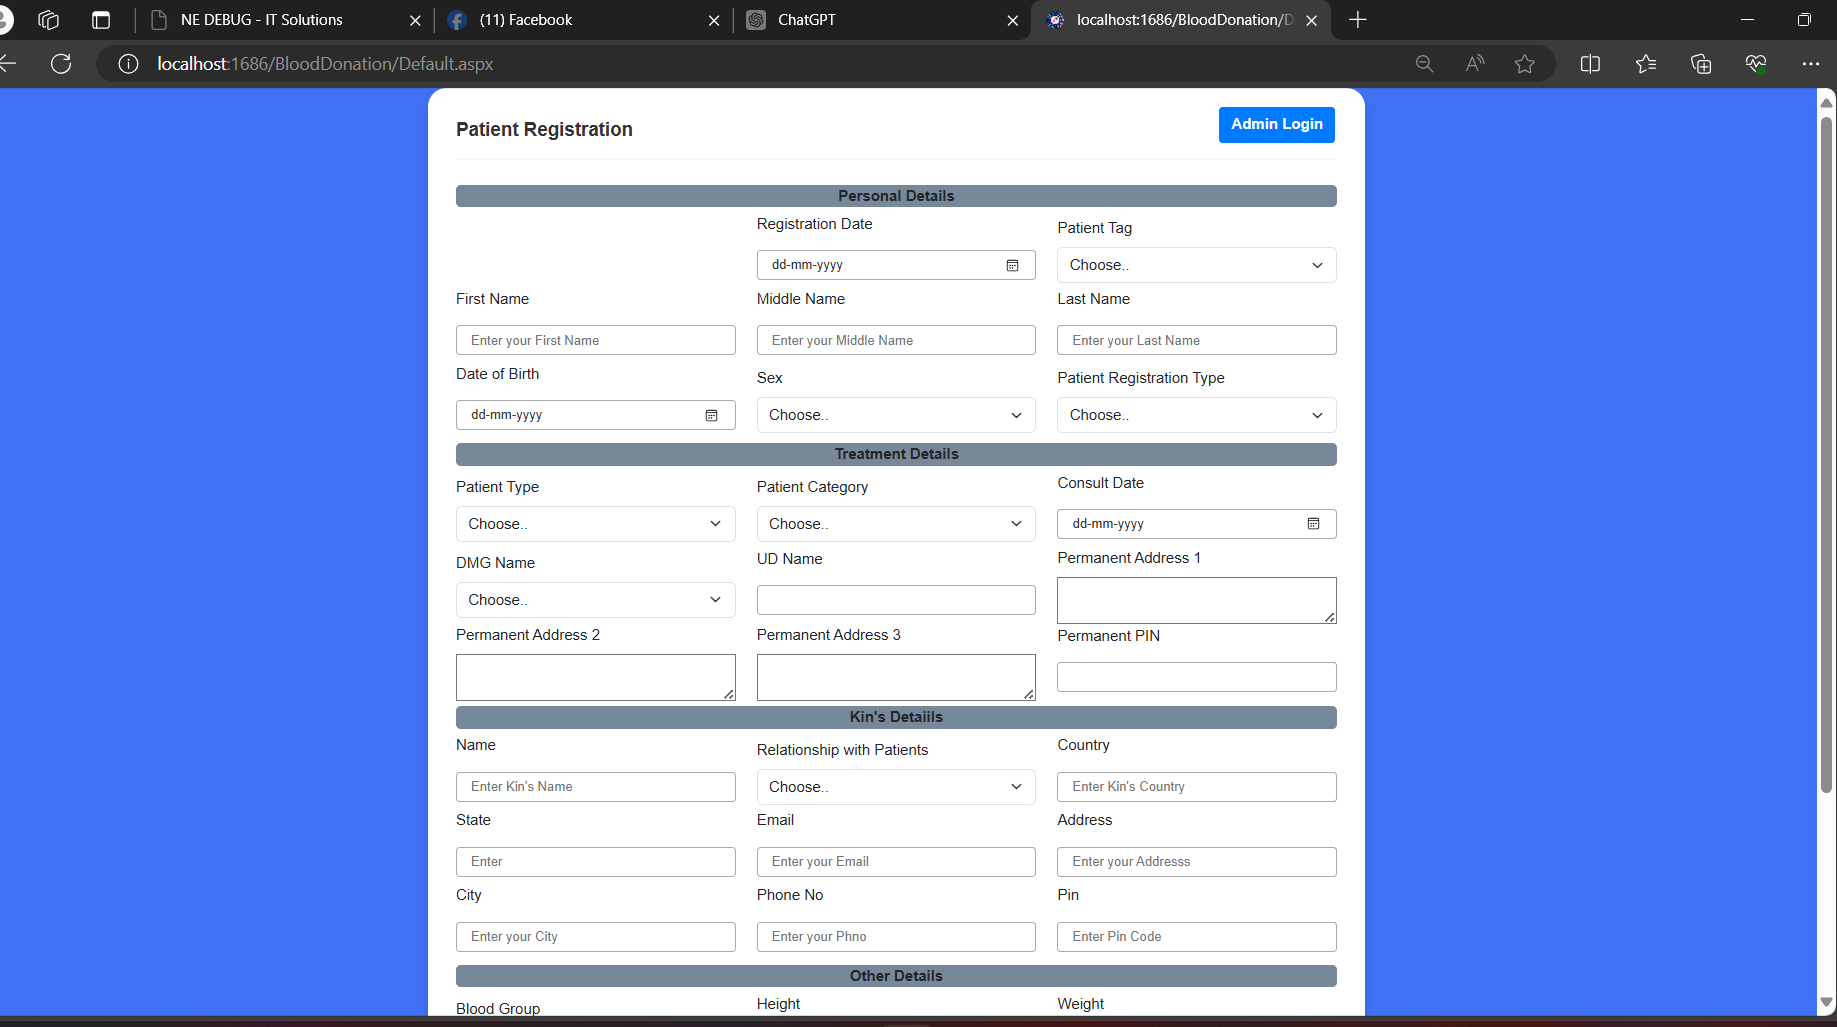 NE DEBUG - IT Solutions
(11) Facebook
ChatGPT
localhost:1686/BloodDonation/D
localhost:1686/BloodDonation/Default.aspx
Patient Registration
Admin Login
Personal Details
Registration Date
Patient Tag
dd-mm-yyyy
Choose..
First Name
Middle Name
Last Name
Enter your First Name
Enter your Middle Name
Enter your Last Name
Date of Birth
Sex
Patient Registration Type
dd-mm-yyyy
Choose..
Choose..
Treatment Details
Patient Type
Patient Category
Consult Date
Choose..
Choose..
dd-mm-yyyy
DMG Name
UD Name
Permanent Address 1
Choose..
Permanent Address 2
Permanent Address 3
Permanent PIN
Kin's Detaiils
Name
Relationship with Patients
Country
Enter Kin's Name
Choose..
Enter Kin's Country
State
Email
Address
Enter
Enter your Email
Enter your Addresss
City
Phone No
Pin
Enter your City
Enter your Phno
Enter Pin Code
Other Details
Blood Group
Height
Weight